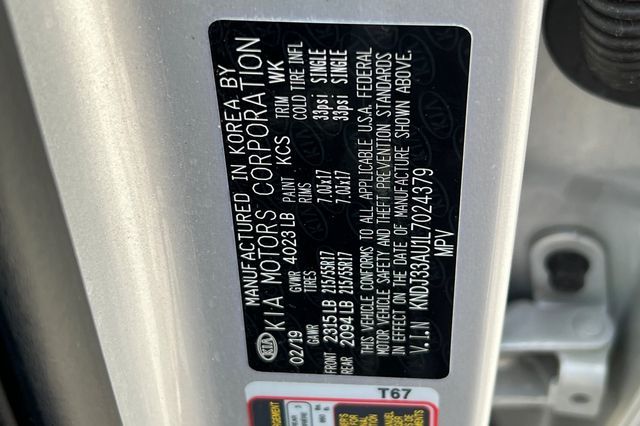 MANUFACTURED IN KOREA BY
KIA KIA MOTORS CORPORATION
02/19 GVWR 4023 LB PAINT KCS TRIM WK
GAWR TIRES RIMS COLD TIRE INFL
FRONT 2315 LB 215/55R17 7.0Jx17 33psi SINGLE
REAR 2094 LB 215/55R17 7.0Jx17 33psi SINGLE
THIS VEHICLE CONFORMS TO ALL APPLICABLE U.S.A. FEDERAL
MOTOR VEHICLE SAFETY AND THEFT PREVENTION STANDARDS
IN EFFECT ON THE DATE OF MANUFACTURE SHOWN ABOVE.
V.I.N KNDJ33AU1L7024379
MPV
T67